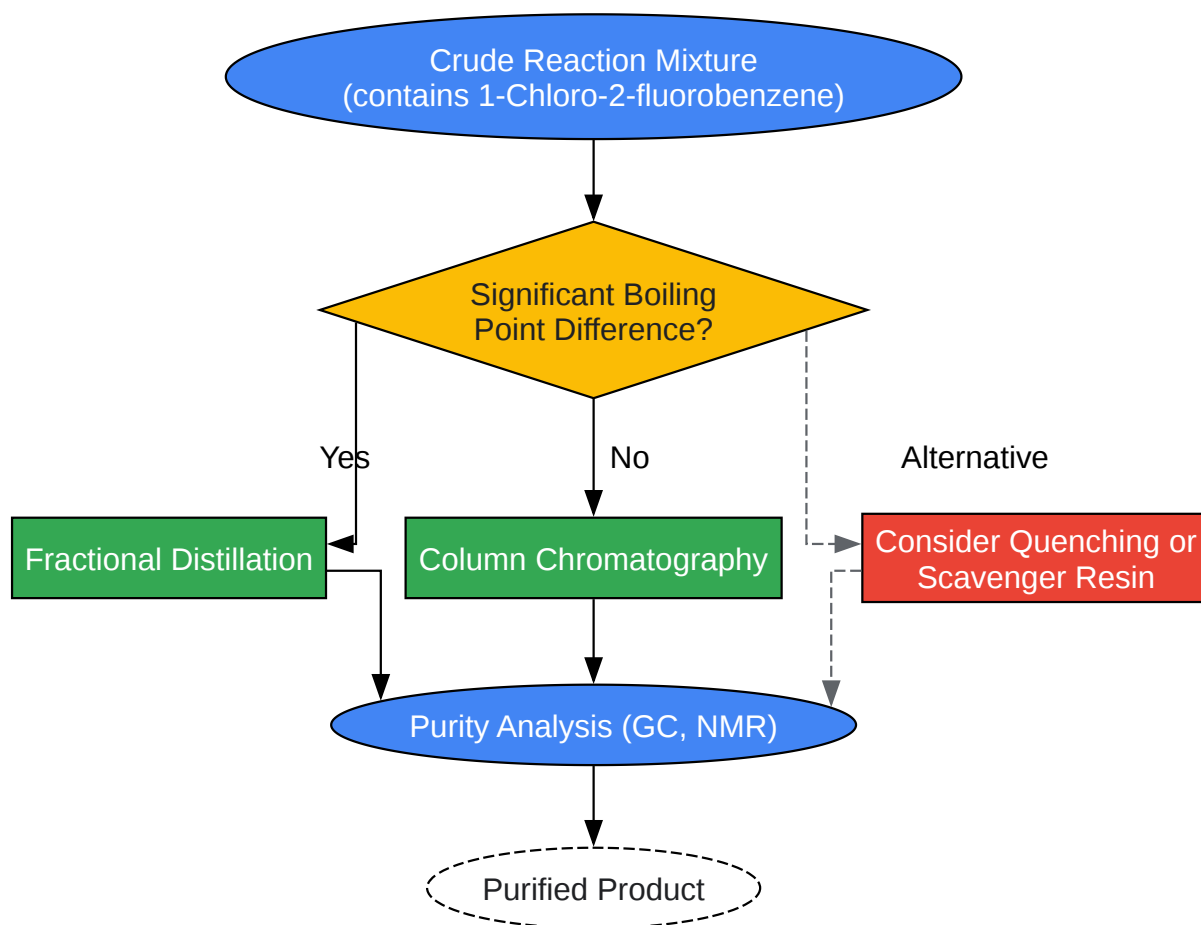 Crude Reaction Mixture
(contains 1-Chloro-2-fluorobenzene)
Significant Boiling
Point Difference?
Yes
No
Alternative
Fractional Distillation
Column Chromatography
Consider Quenching or
Scavenger Resin
Purity Analysis (GC, NMR)
Purified Product